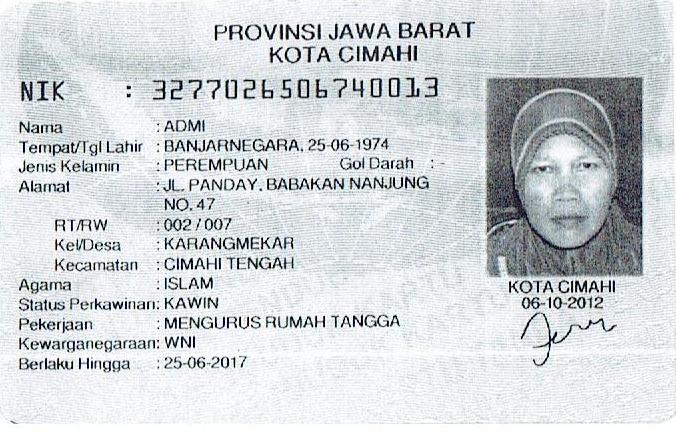 PROVINSI JAWA BARAT
KOTA CIMAHI
NIK : 3277026506740013
Nama : ADMI
Tempat/Tgl Lahir : BANJARNEGARA, 25-06-1974
Jenis Kelamin : PEREMPUAN Gol Darah : -
Alamat : JL. PANDAY. BABAKAN NANJUNG
NO. 47
RT/RW : 002 / 007
Kel/Desa : KARANGMEKAR
Kecamatan : CIMAHI TENGAH
Agama : ISLAM
Status Perkawinan: KAWIN
Pekerjaan : MENGURUS RUMAH TANGGA
Kewarganegaraan: WNI
Berlaku Hingga : 25-06-2017
KOTA CIMAHI
06-10-2012